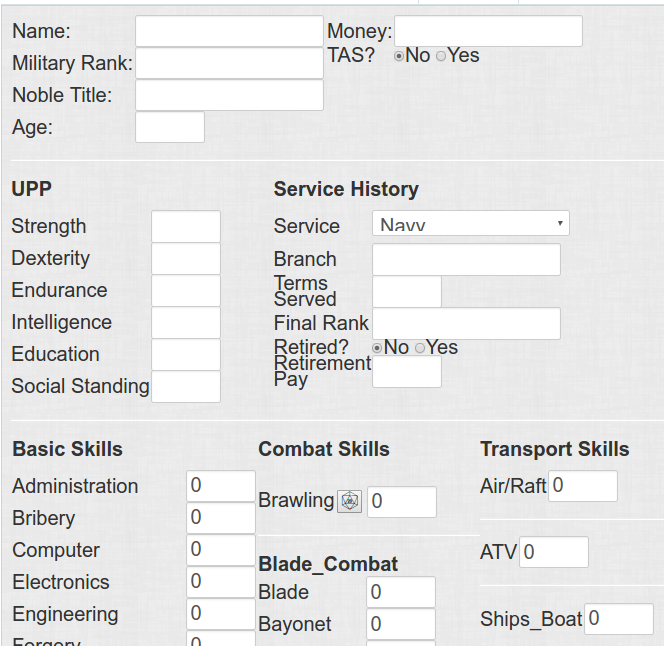 Name:
Money:
Military Rank:
TAS? No Yes
Noble Title:
Age:
UPP
Strength
Dexterity
Endurance
Intelligence
Education
Social Standing
Service History
Service Navy
Branch
Terms
Served
Final Rank
Retired? No Yes
Retirement
Pay
Basic Skills
Administration 0
Bribery 0
Computer 0
Electronics 0
Engineering 0
Forgery 0
Combat Skills
Brawling 0
Blade_Combat
Blade 0
Bayonet 0
Transport Skills
Air/Raft 0
ATV 0
Ships_Boat 0